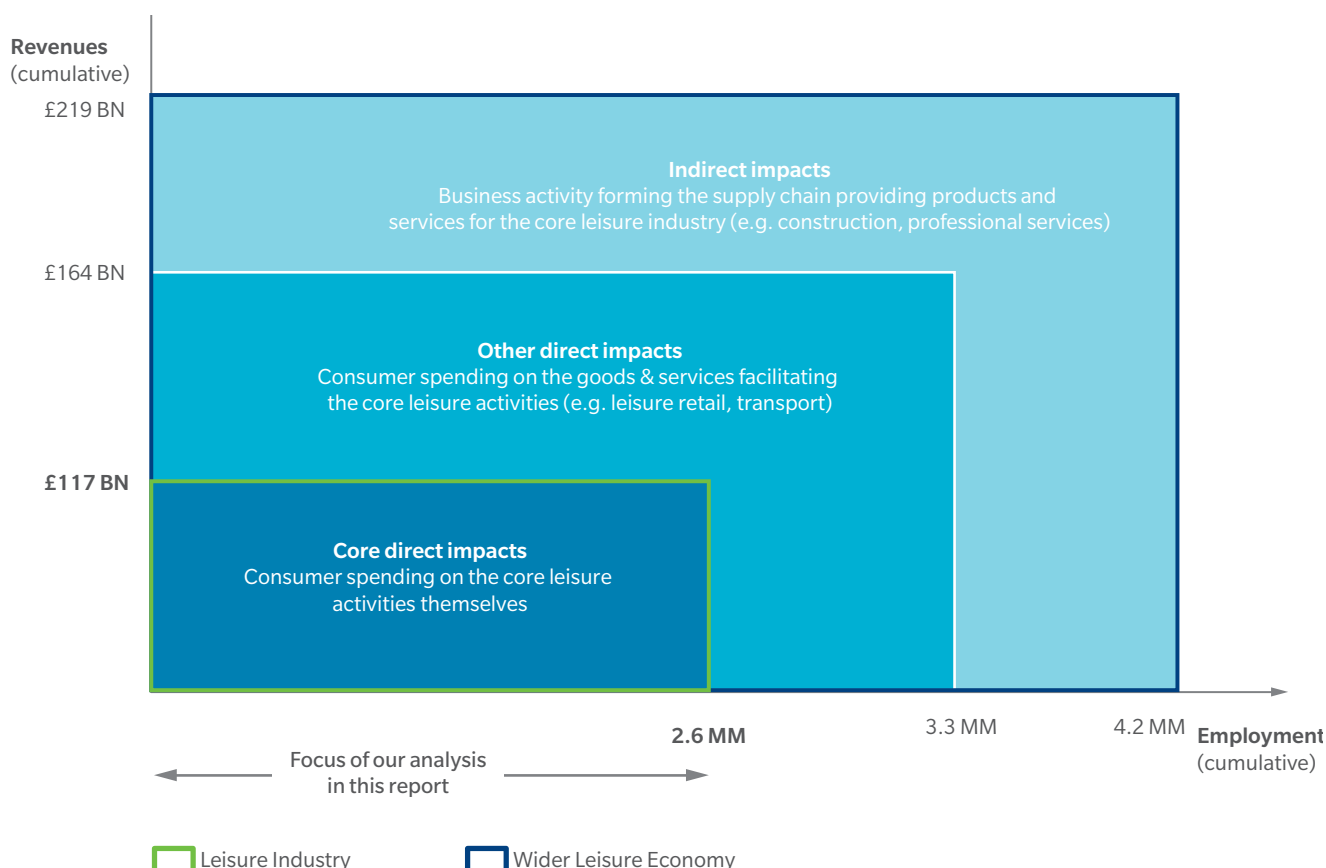 Revenues
(cumulative)
£219 BN
Indirect impacts
Business activity forming the supply chain providing products and
services for the core leisure industry (e.g. construction, professional services)
£164 BN
Other direct impacts
Consumer spending on the goods & services facilitating
the core leisure activities (e.g. leisure retail, transport)
£117 BN
Core direct impacts
Consumer spending on the core leisure
activities themselves
2.6 MM
3.3 MM
4.2 MM
Employment
(cumulative)
Focus of our analysis
in this report
Leisure Industry
Wider Leisure Economy